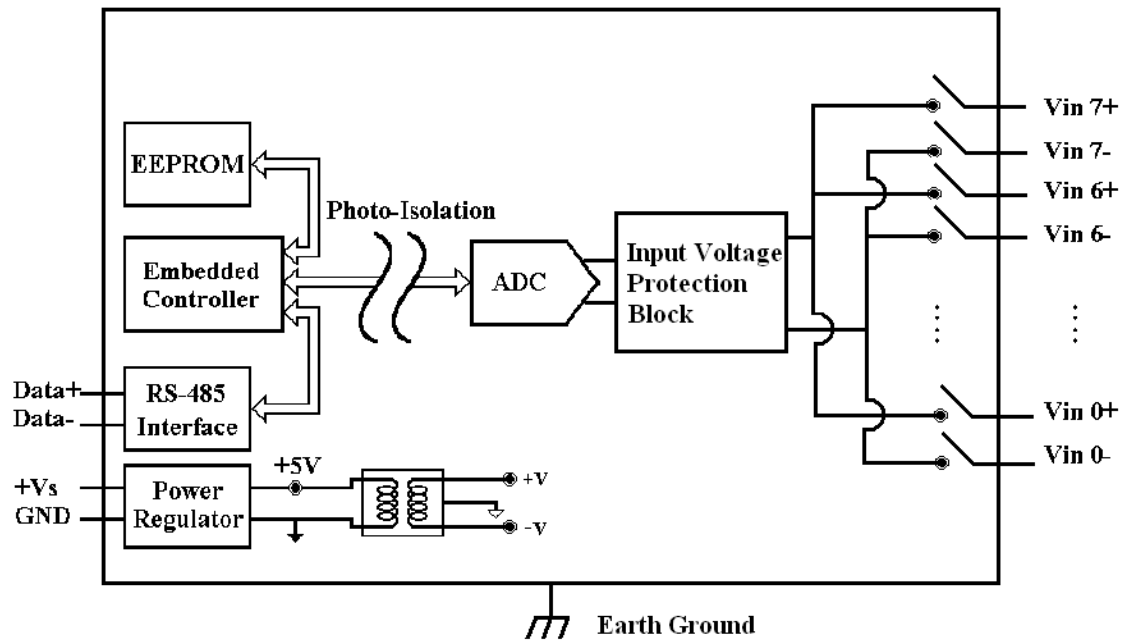 Vin 7+
Vin 7-
Vin 6+
Vin 6-
EEPROM
Photo-Isolation
Embedded
Controller
ADC
Input Voltage
Protection
Block
Data+
Data-
RS-485
Interface
Vin 0+
Vin 0-
+Vs
GND
Power
Regulator
+5V
+V
-V
Earth Ground